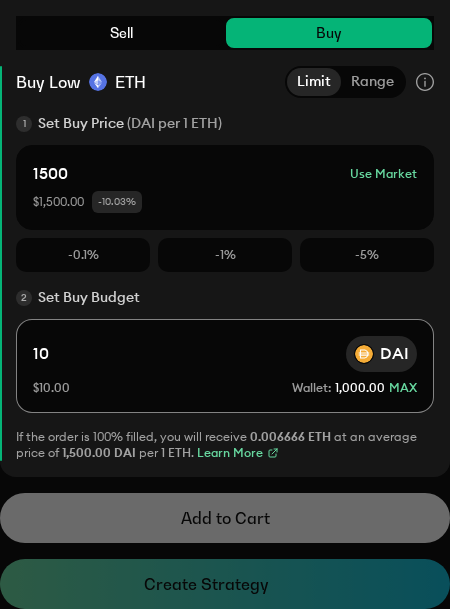 Sell Buy
Buy Low ETH Limit Range
1 Set Buy Price (DAI per 1 ETH)
1500 Use Market
$1,500.00 -10.03%
-0.1% -1% -5%
2 Set Buy Budget
10 DAI
$10.00 Wallet: 1,000.00 MAX
If the order is 100% filled, you will receive 0.006666 ETH at an average
price of 1,500.00 DAI per 1 ETH. Learn More
Add to Cart
Create Strategy